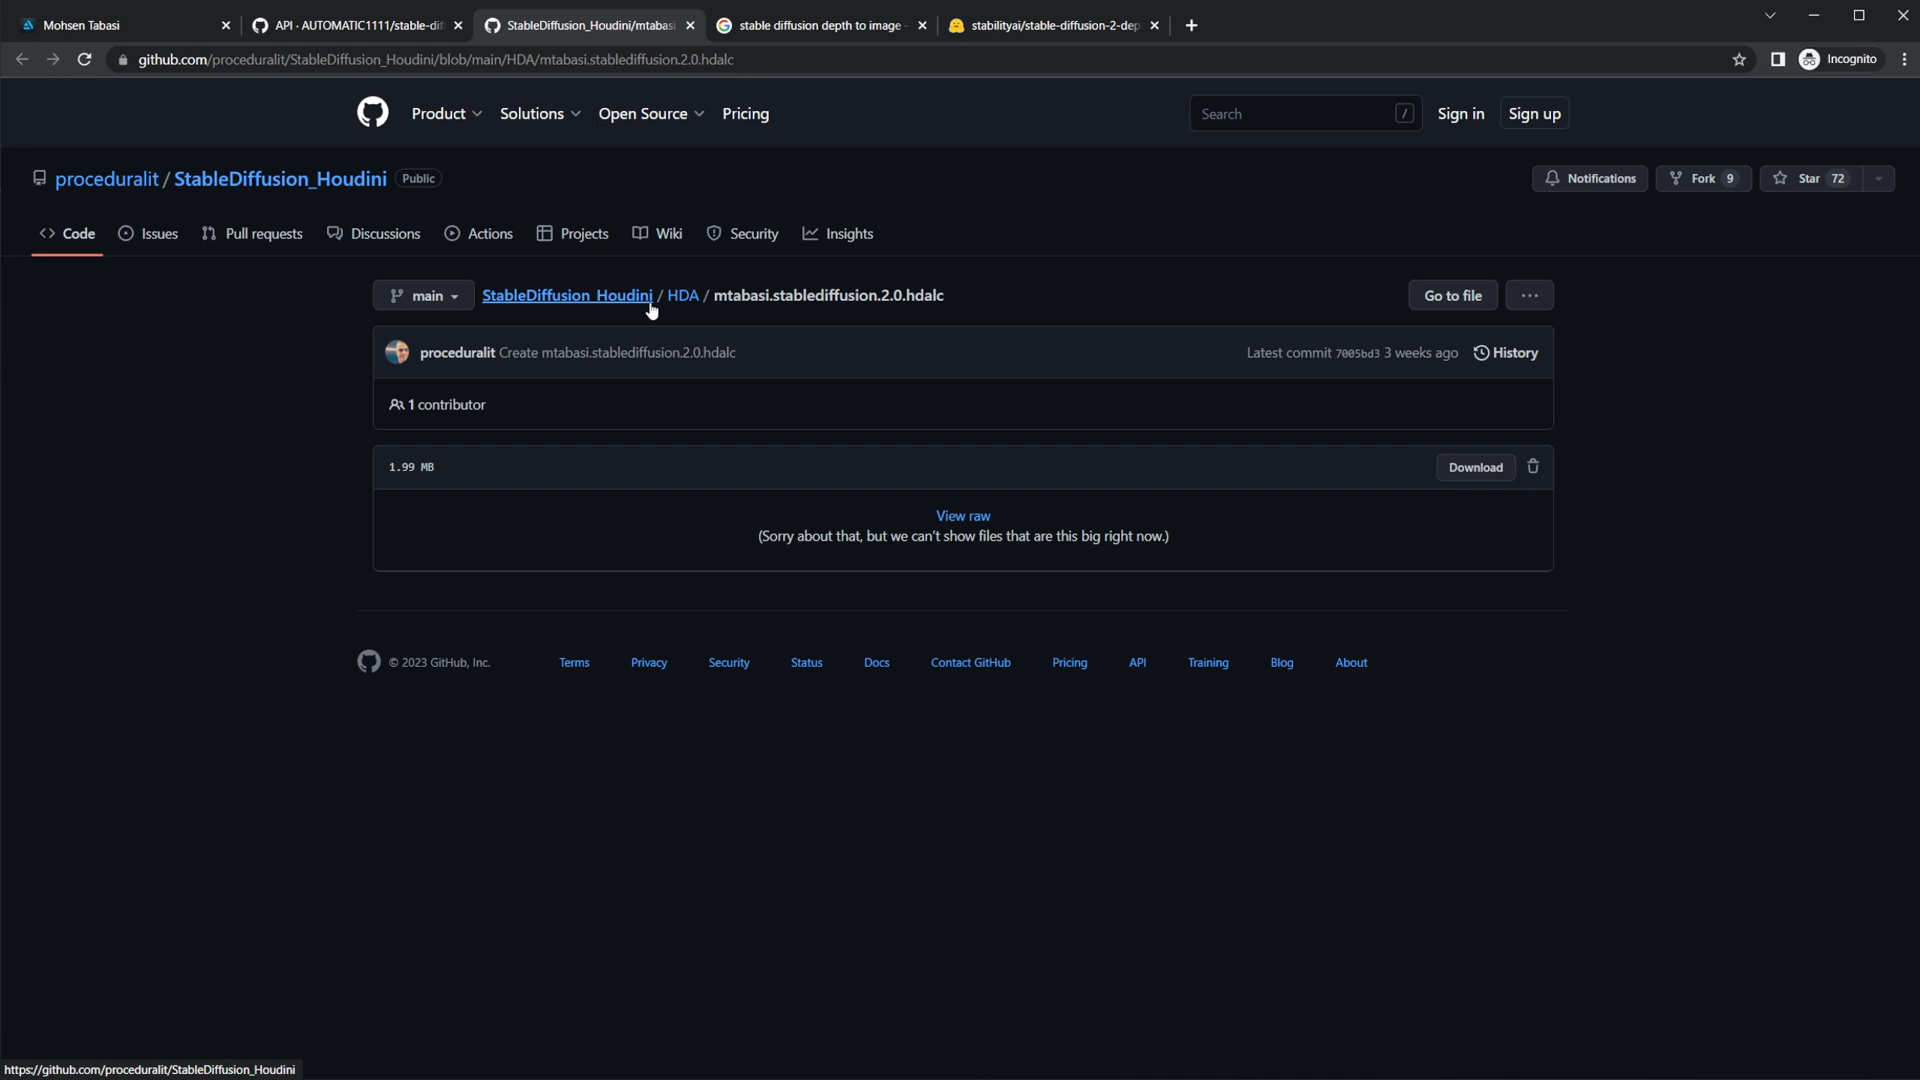 Mohsen Tabasi
API · AUTOMATIC1111/stable-dif
StableDiffusion_Houdini/mtabasi
stable diffusion depth to image -
stabilityai/stable-diffusion-2-dep
github.com/proceduralit/StableDiffusion_Houdini/blob/main/HDA/mtabasi.stablediffusion.2.0.hdalc
Incognito
Product
Solutions
Open Source
Pricing
Search
/
Sign in
Sign up
proceduralit / StableDiffusion_Houdini
Public
Notifications
Fork 9
Star 72
Code
Issues
Pull requests
Discussions
Actions
Projects
Wiki
Security
Insights
main
StableDiffusion_Houdini / HDA / mtabasi.stablediffusion.2.0.hdalc
Go to file
...
proceduralit Create mtabasi.stablediffusion.2.0.hdalc
Latest commit 7005bd3 3 weeks ago
History
1 contributor
1.99 MB
Download
View raw
(Sorry about that, but we can't show files that are this big right now.)
© 2023 GitHub, Inc.
Terms
Privacy
Security
Status
Docs
Contact GitHub
Pricing
API
Training
Blog
About
https://github.com/proceduralit/StableDiffusion_Houdini